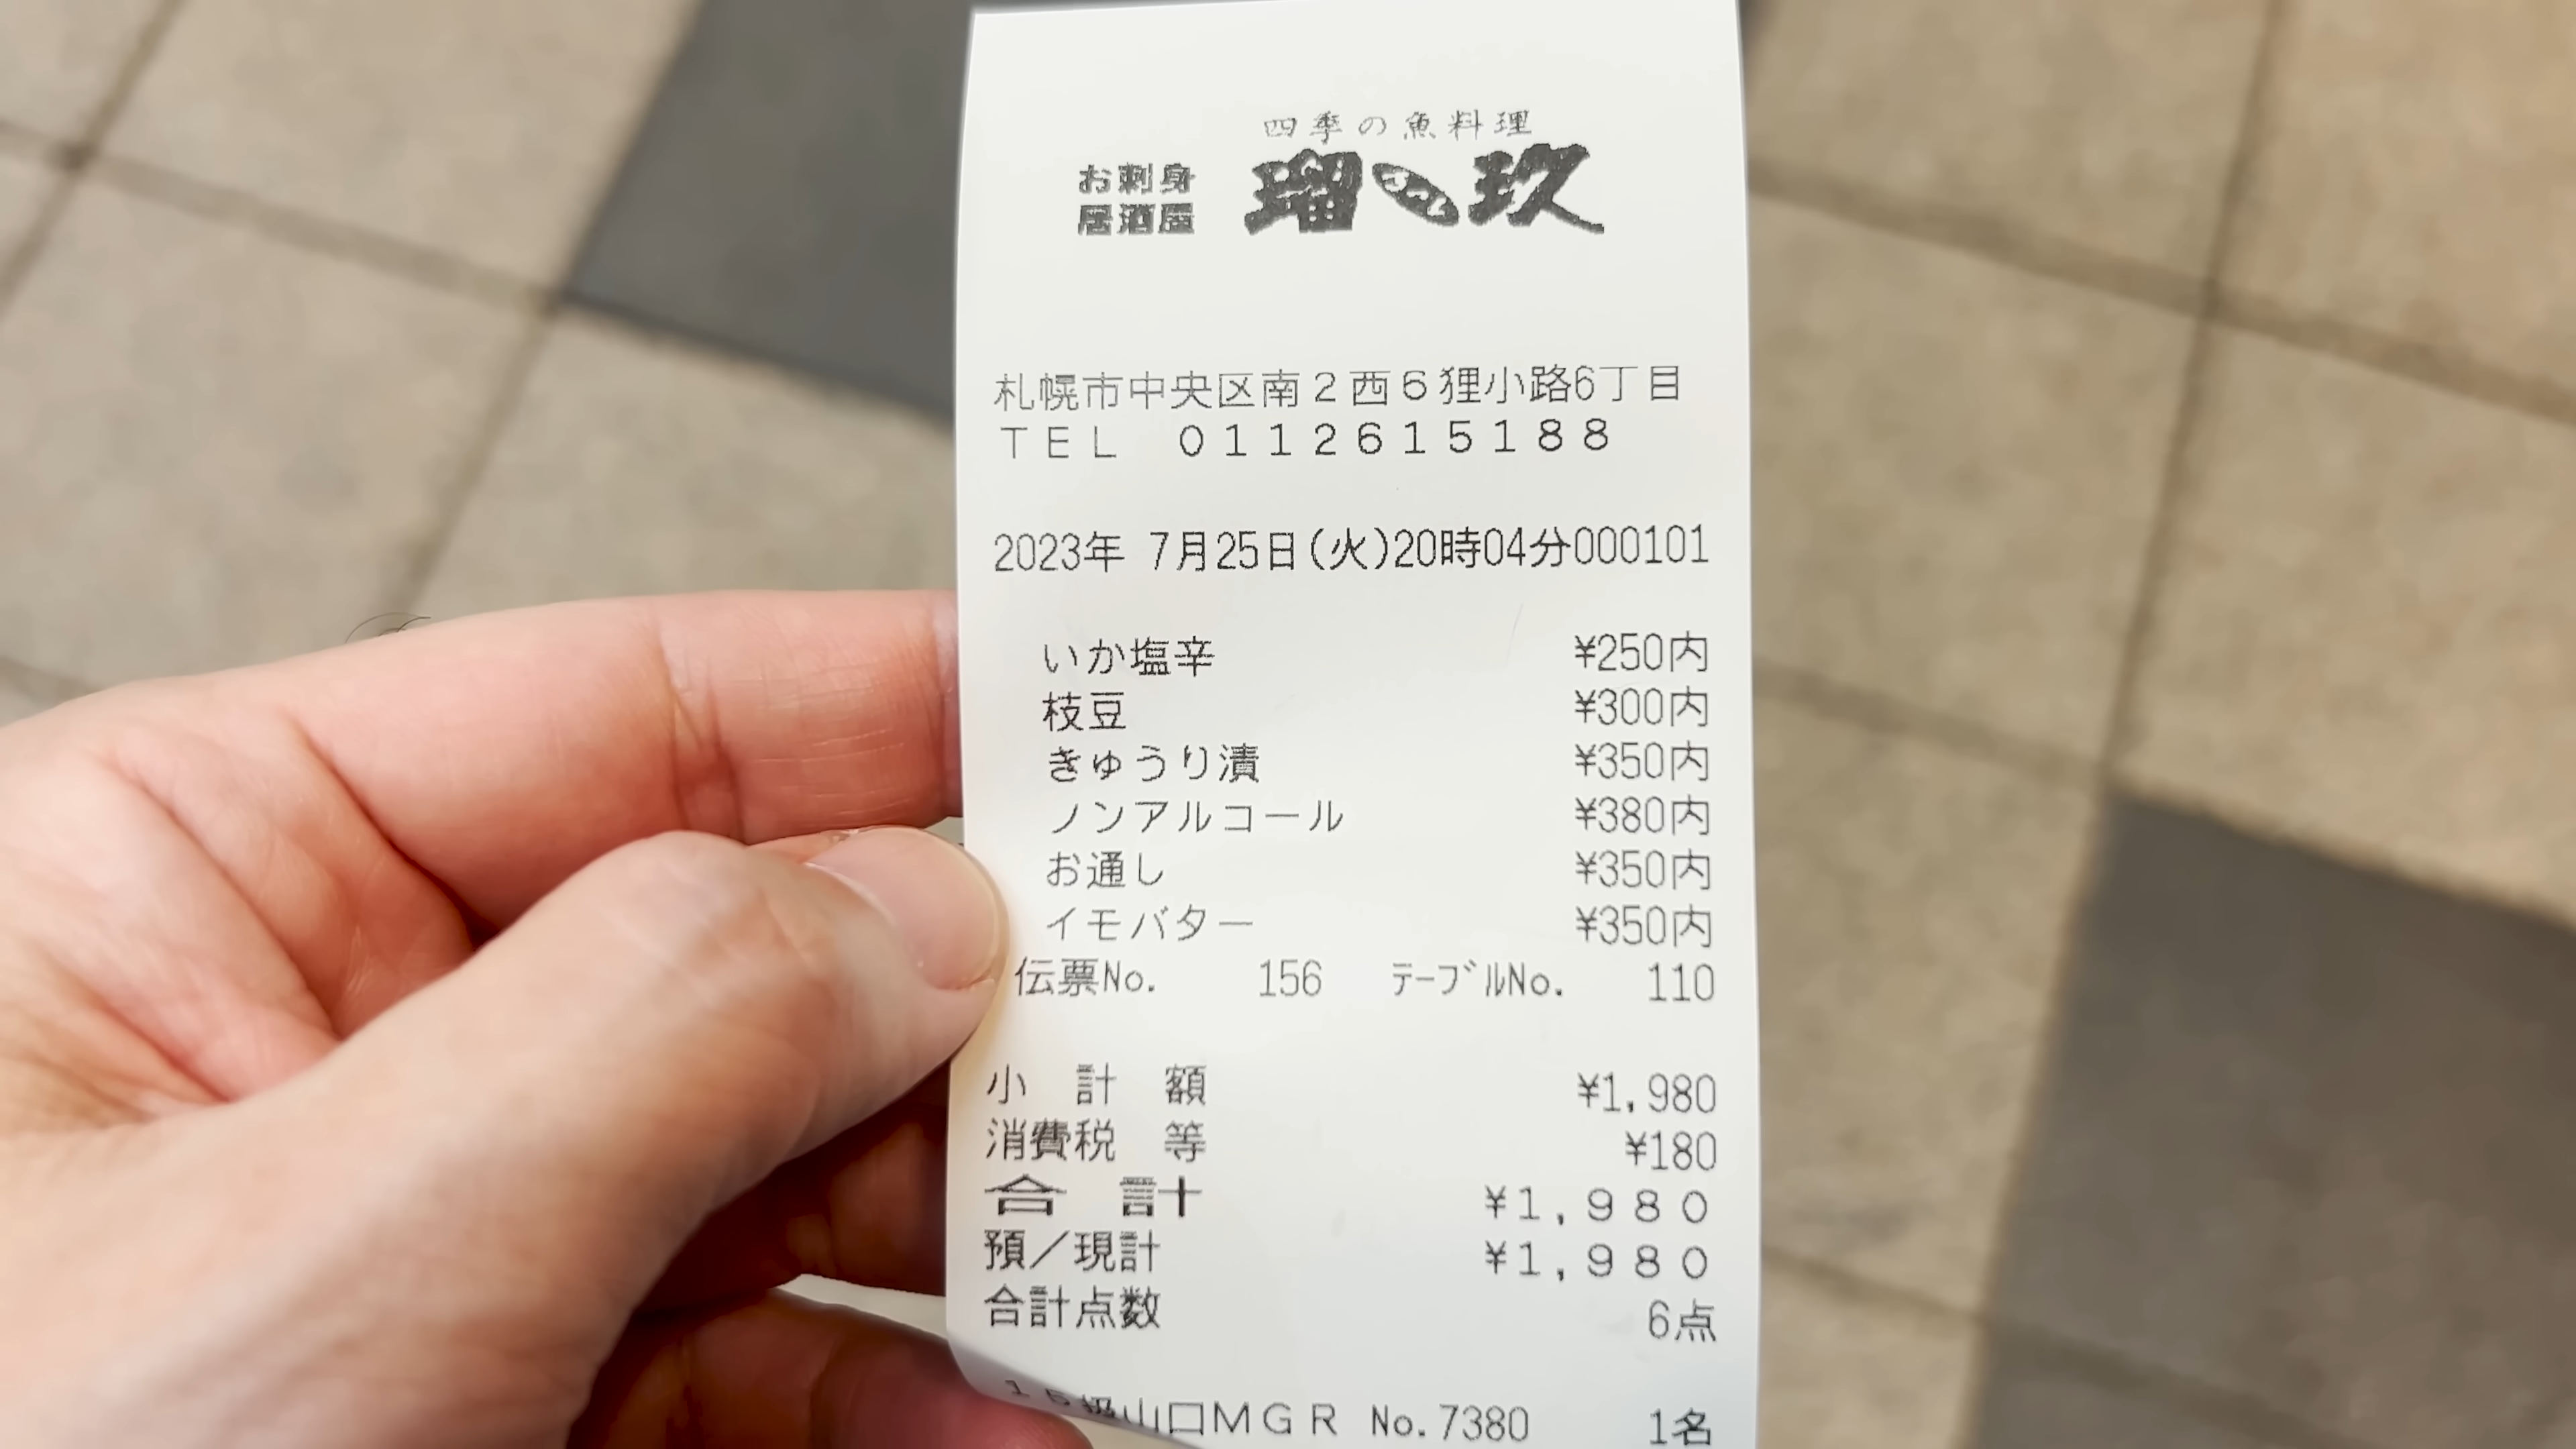 四季の魚料理
お刺身
居酒屋
瑠玖
札幌市中央区南2西6狸小路6丁目
TEL 0112615188
2023年 7月25日(火)20時04分000101
いか塩辛 ¥250内
枝豆 ¥300内
きゅうり漬 ¥350内
ノンアルコール ¥380内
お通し ¥350内
イモバター ¥350内
伝票No. 156 テーブルNo. 110
小計額 ¥1,980
消費税等 ¥180
合計 ¥1,980
預/現計 ¥1,980
合計点数 6点
山口MGR No.7380 1名